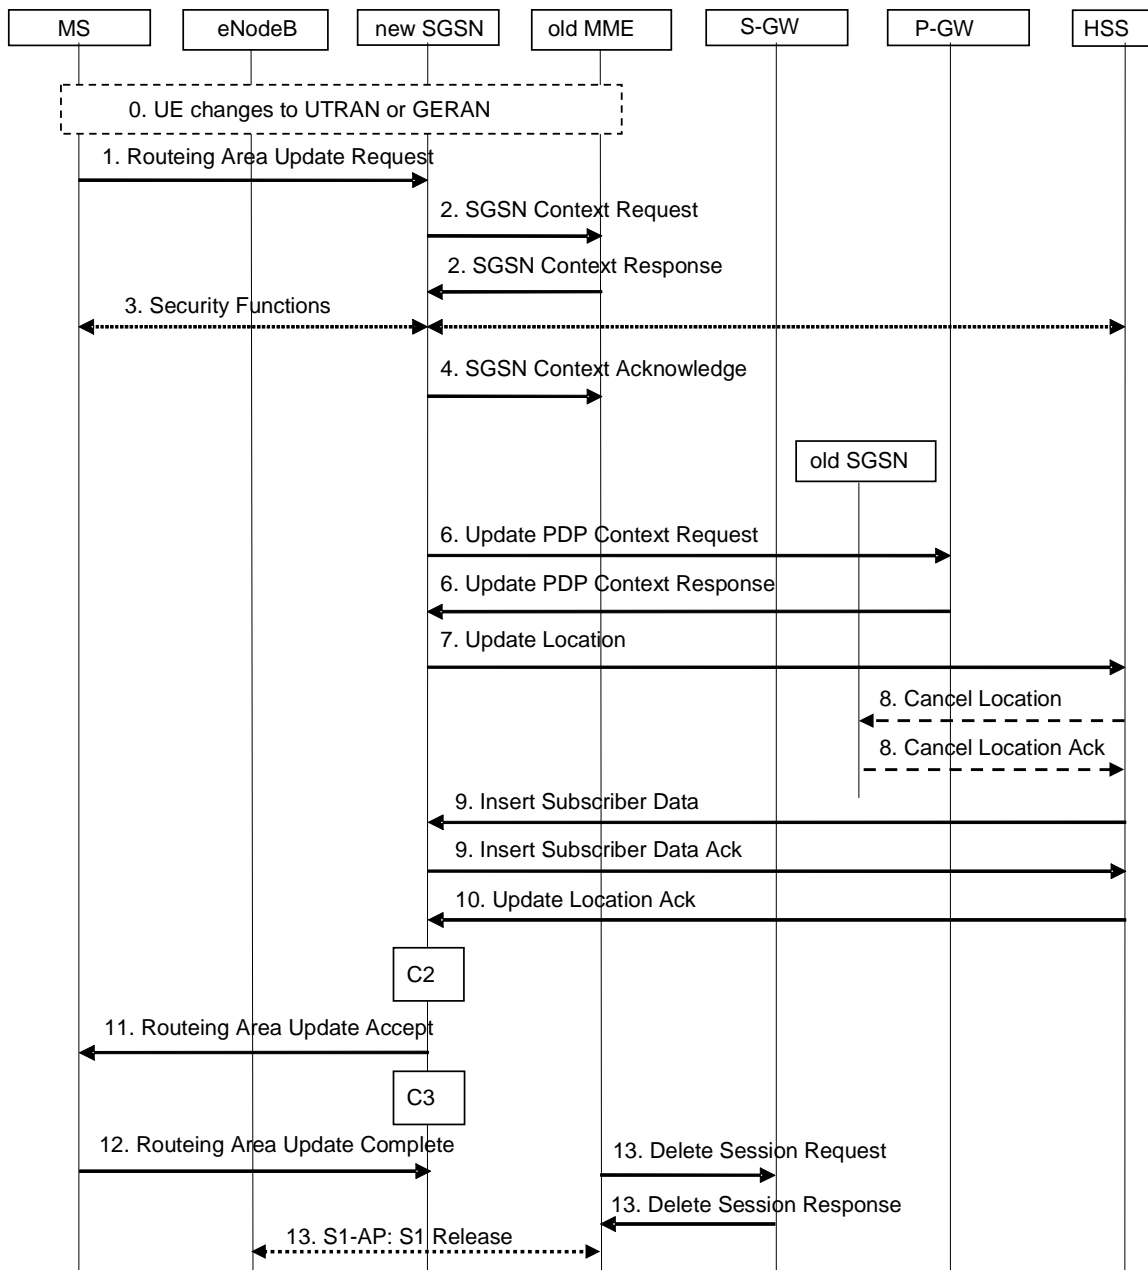 MS
eNodeB
new SGSN
old MME
S-GW
P-GW
HSS
0. UE changes to UTRAN or GERAN
1. Routeing Area Update Request
2. SGSN Context Request
2. SGSN Context Response
3. Security Functions
4. SGSN Context Acknowledge
old SGSN
6. Update PDP Context Request
6. Update PDP Context Response
7. Update Location
8. Cancel Location
8. Cancel Location Ack
9. Insert Subscriber Data
9. Insert Subscriber Data Ack
10. Update Location Ack
C2
11. Routeing Area Update Accept
C3
12. Routeing Area Update Complete
13. Delete Session Request
13. Delete Session Response
13. S1-AP: S1 Release